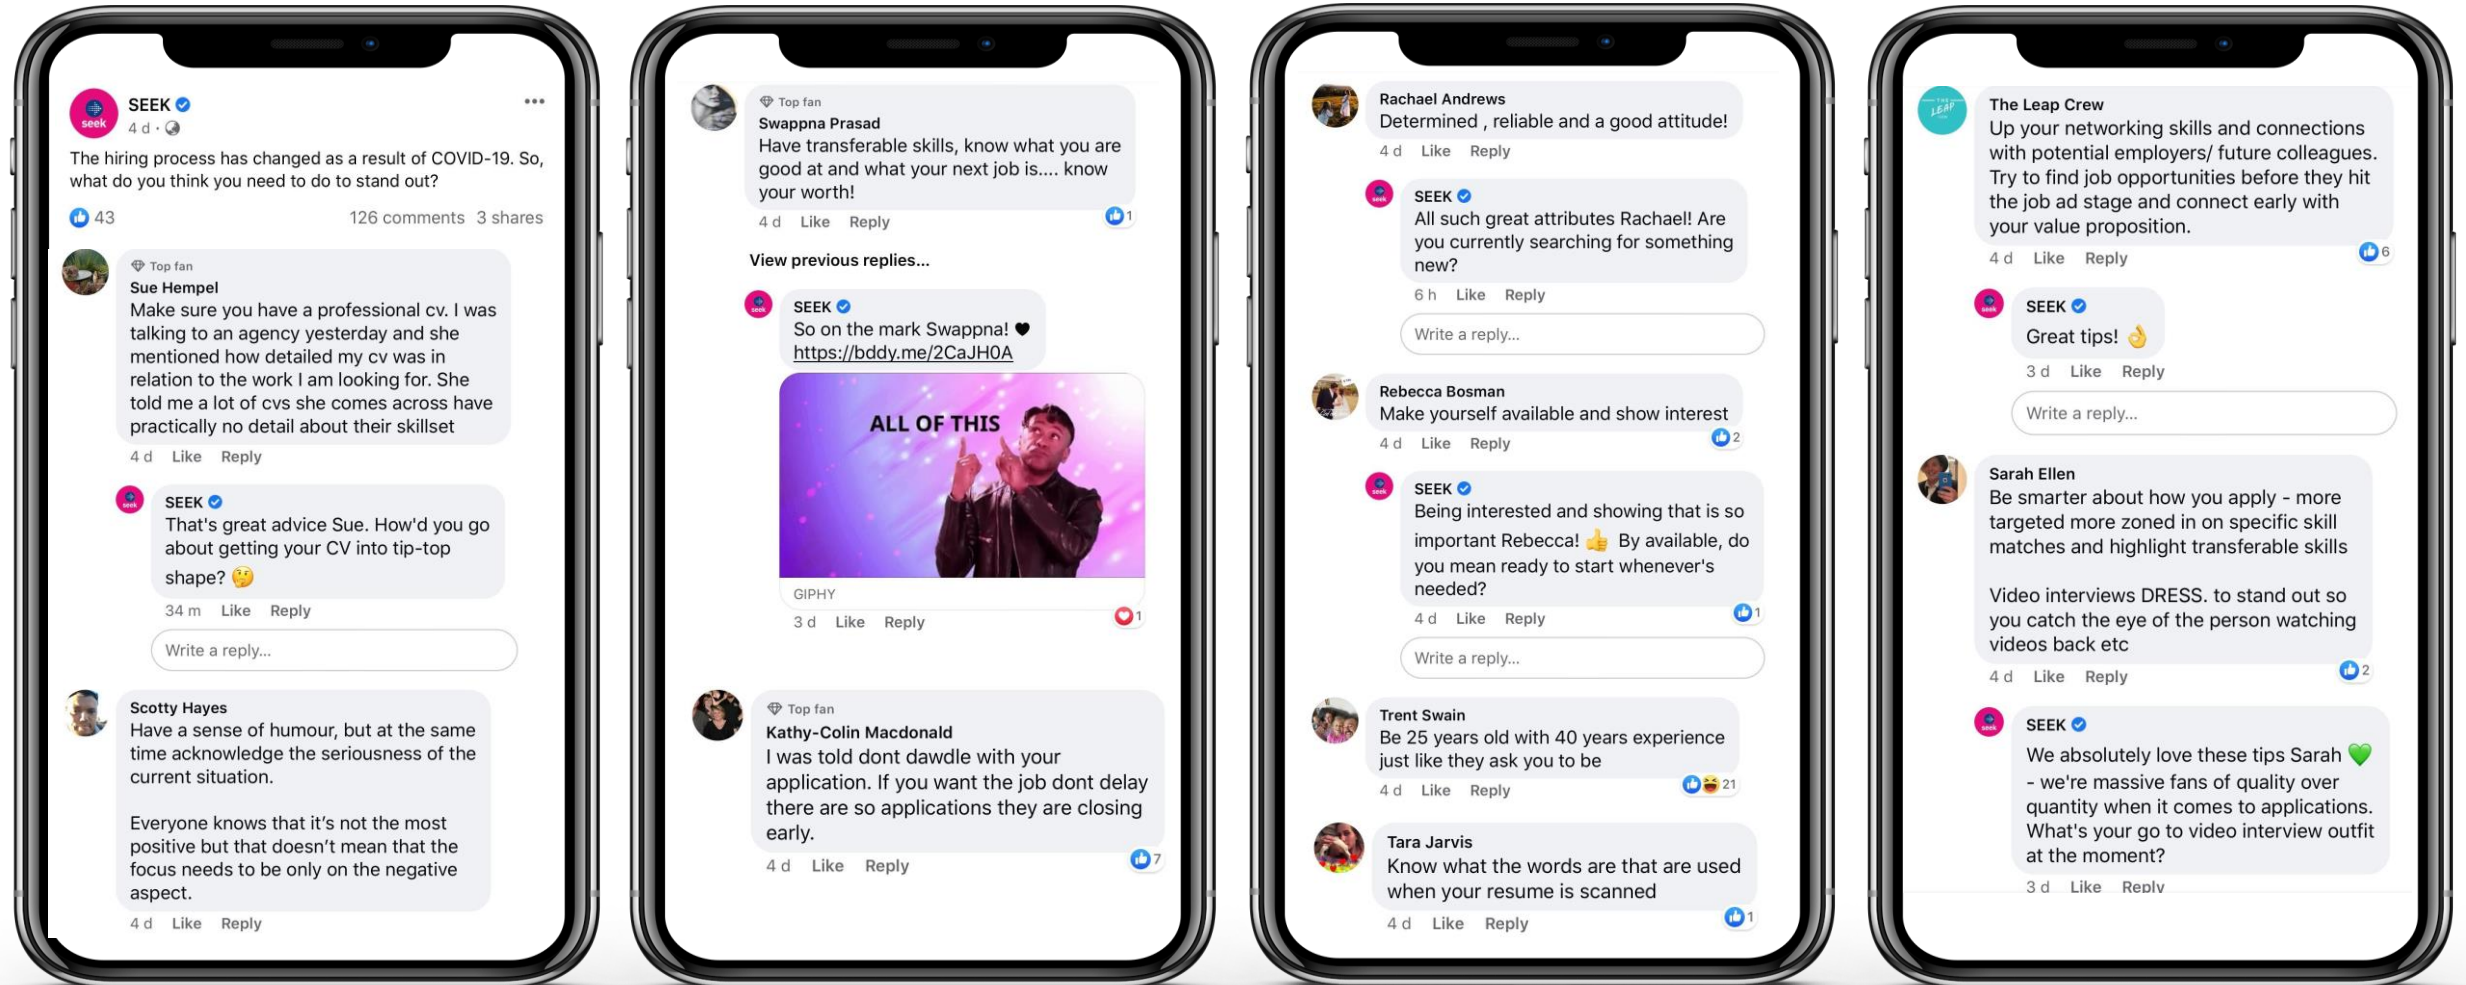 seek
SEEK
4 d ·
The hiring process has changed as a result of COVID-19. So,
what do you think you need to do to stand out?
43
126 comments 3 shares
Top fan
Sue Hempel
Make sure you have a professional cv. I was
talking to an agency yesterday and she
mentioned how detailed my cv was in
relation to the work I am looking for. She
told me a lot of cvs she comes across have
practically no detail about their skillset
4 d Like Reply
seek
SEEK
That's great advice Sue. How'd you go
about getting your CV into tip-top
shape? 🤔
34 m Like Reply
Write a reply...
Scotty Hayes
Have a sense of humour, but at the same
time acknowledge the seriousness of the
current situation.
Everyone knows that it's not the most
positive but that doesn't mean that the
focus needs to be only on the negative
aspect.
4 d Like Reply
Top fan
Swappna Prasad
Have transferable skills, know what you are
good at and what your next job is.... know
your worth!
4 d Like Reply
1
View previous replies...
seek
SEEK
So on the mark Swappna! 🖤
https://bddy.me/2CaJH0A
ALL OF THIS
GIPHY
3 d Like Reply
1
Top fan
Kathy-Colin Macdonald
I was told dont dawdle with your
application. If you want the job dont delay
there are so applications they are closing
early.
4 d Like Reply
7
Rachael Andrews
Determined , reliable and a good attitude!
4 d Like Reply
seek
SEEK
All such great attributes Rachael! Are
you currently searching for something
new?
6 h Like Reply
Write a reply...
Rebecca Bosman
Make yourself available and show interest
4 d Like Reply
2
seek
SEEK
Being interested and showing that is so
important Rebecca! 👍 By available, do
you mean ready to start whenever's
needed?
4 d Like Reply
1
Write a reply...
Trent Swain
Be 25 years old with 40 years experience
just like they ask you to be
4 d Like Reply
21
Tara Jarvis
Know what the words are that are used
when your resume is scanned
4 d Like Reply
1
THE
LEAP
The Leap Crew
Up your networking skills and connections
with potential employers/ future colleagues.
Try to find job opportunities before they hit
the job ad stage and connect early with
your value proposition.
4 d Like Reply
6
seek
SEEK
Great tips! 👌
3 d Like Reply
Write a reply...
Sarah Ellen
Be smarter about how you apply - more
targeted more zoned in on specific skill
matches and highlight transferable skills
Video interviews DRESS. to stand out so
you catch the eye of the person watching
videos back etc
4 d Like Reply
2
seek
SEEK
We absolutely love these tips Sarah 💚
- we're massive fans of quality over
quantity when it comes to applications.
What's your go to video interview outfit
at the moment?
3 d Like Reply